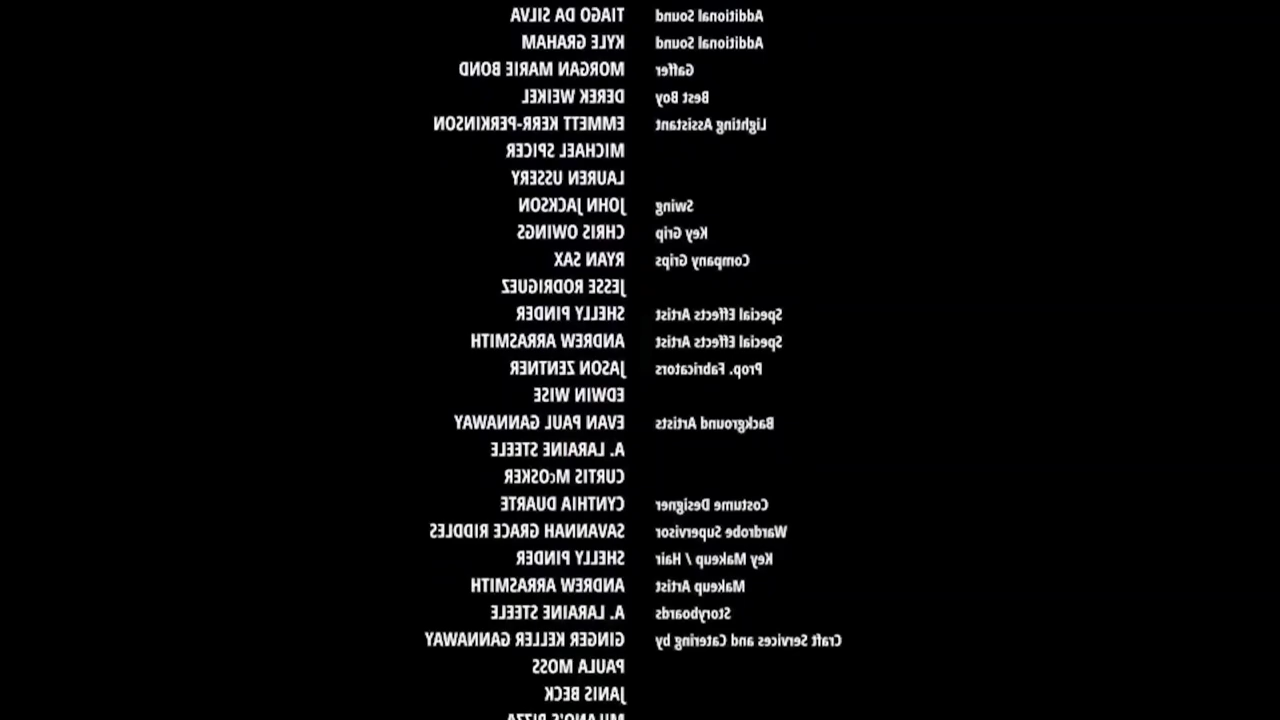 Additional Sound TIAGO DA SILVA
Additional Sound KYLE GRAHAM
Gaffer MORGAN MARIE BOND
Best Boy DEREK WEIKEL
Lighting Assistant EMMETT KERR-PERKINSON
MICHAEL SPICER
LAUREN USSERY
Swing JOHN JACKSON
Key Grip CHRIS OWINGS
Company Grips RYAN SAX
JESSE RODRIGUEZ
Special Effects Artist SHELLY PINDER
Special Effects Artist ANDREW ARRASMITH
Prop. Fabricators JASON ZENTNER
EDWIN WISE
Background Artists EVAN PAUL GANNAWAY
A. LARAINE STEELE
CURTIS McOSKER
Costume Designer CYNTHIA DUARTE
Wardrobe Supervisor SAVANNAH GRACE RIDDLES
Key Makeup / Hair SHELLY PINDER
Makeup Artist ANDREW ARRASMITH
Storyboards A. LARAINE STEELE
Craft Services and Catering by GINGER KELLER GANNAWAY
PAULA MOSS
JANIS BECK
MILANO'S PIZZA